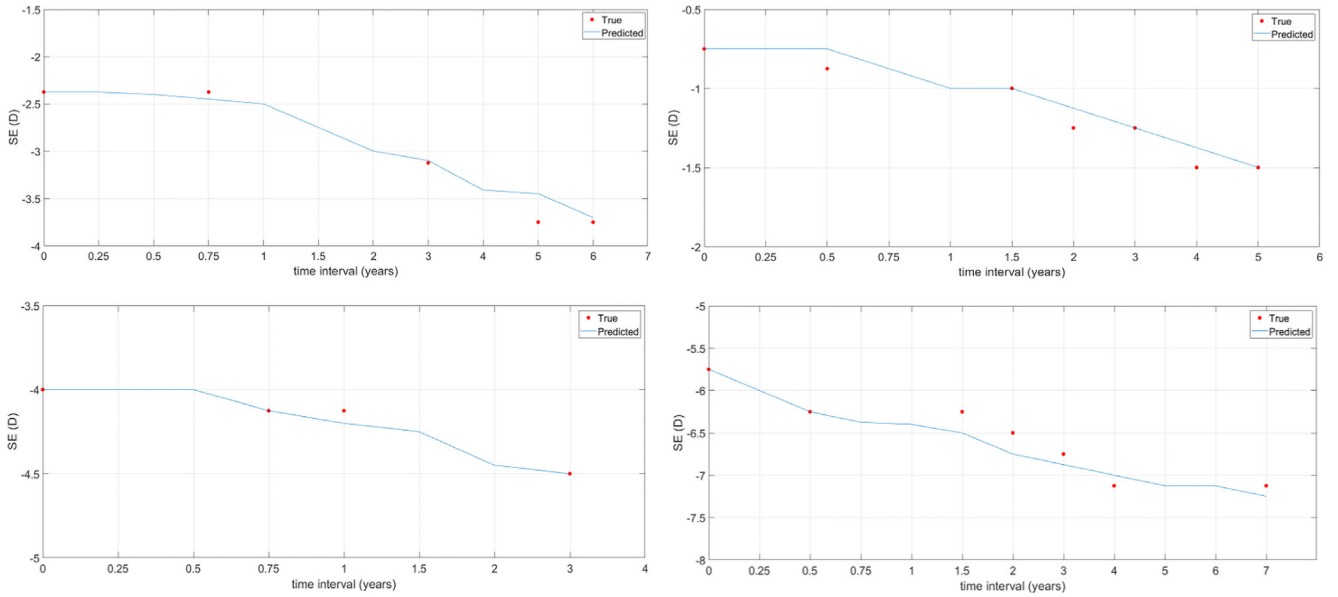 -1.5
True
Predicted
-2
-2.5
SE (D)
-3
-3.5
-4
0 0.25 0.5 0.75 1 1.5 2 3 4 5 6 7
time interval (years)
-0.5
True
Predicted
-1
SE (D)
-1.5
-2
0 0.25 0.5 1 1.5 2 3 4 5 6
time interval (years)
-3.5
True
Predicted
-4
SE (D)
-4.5
-5
0 0.25 0.5 0.75 1 1.5 2 3 4
time interval (years)
-5
True
Predicted
-5.5
-6
-6.5
SE (D)
-7
-7.5
-8
0 0.25 0.5 0.75 1 1.5 2 3 4 5 6 7
time interval (years)